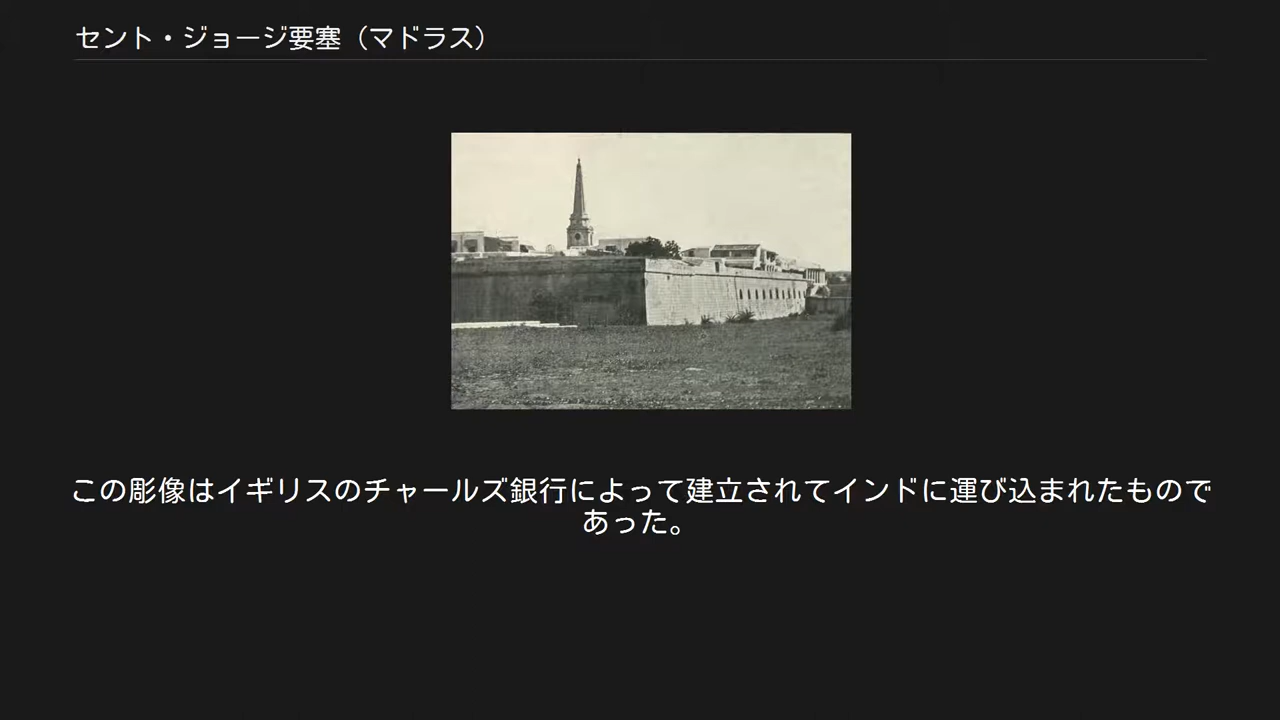 セント・ジョージ要塞（マドラス）
この彫像はイギリスのチャールズ銀行によって建立されてインドに運び込まれたもので
あった。